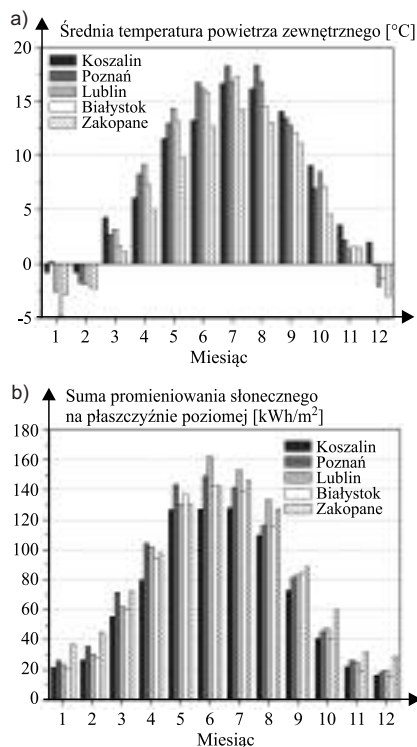 a)
Średnia temperatura powietrza zewnętrznego [°C]
20
15
10
5
0
-5
Koszalin
Poznań
Lublin
Białystok
Zakopane
1 2 3 4 5 6 7 8 9 10 11 12
Miesiąc
b)
Suma promieniowania słonecznego
na płaszczyźnie poziomej [kWh/m²]
180
160
140
120
100
80
60
40
20
0
Koszalin
Poznań
Lublin
Białystok
Zakopane
1 2 3 4 5 6 7 8 9 10 11 12
Miesiąc